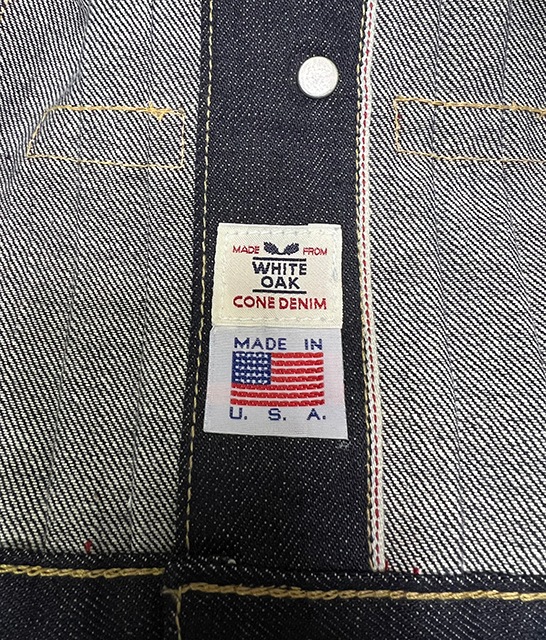 MADE FROM
WHITE
OAK
CONE DENIM
MADE IN
U. S. A.